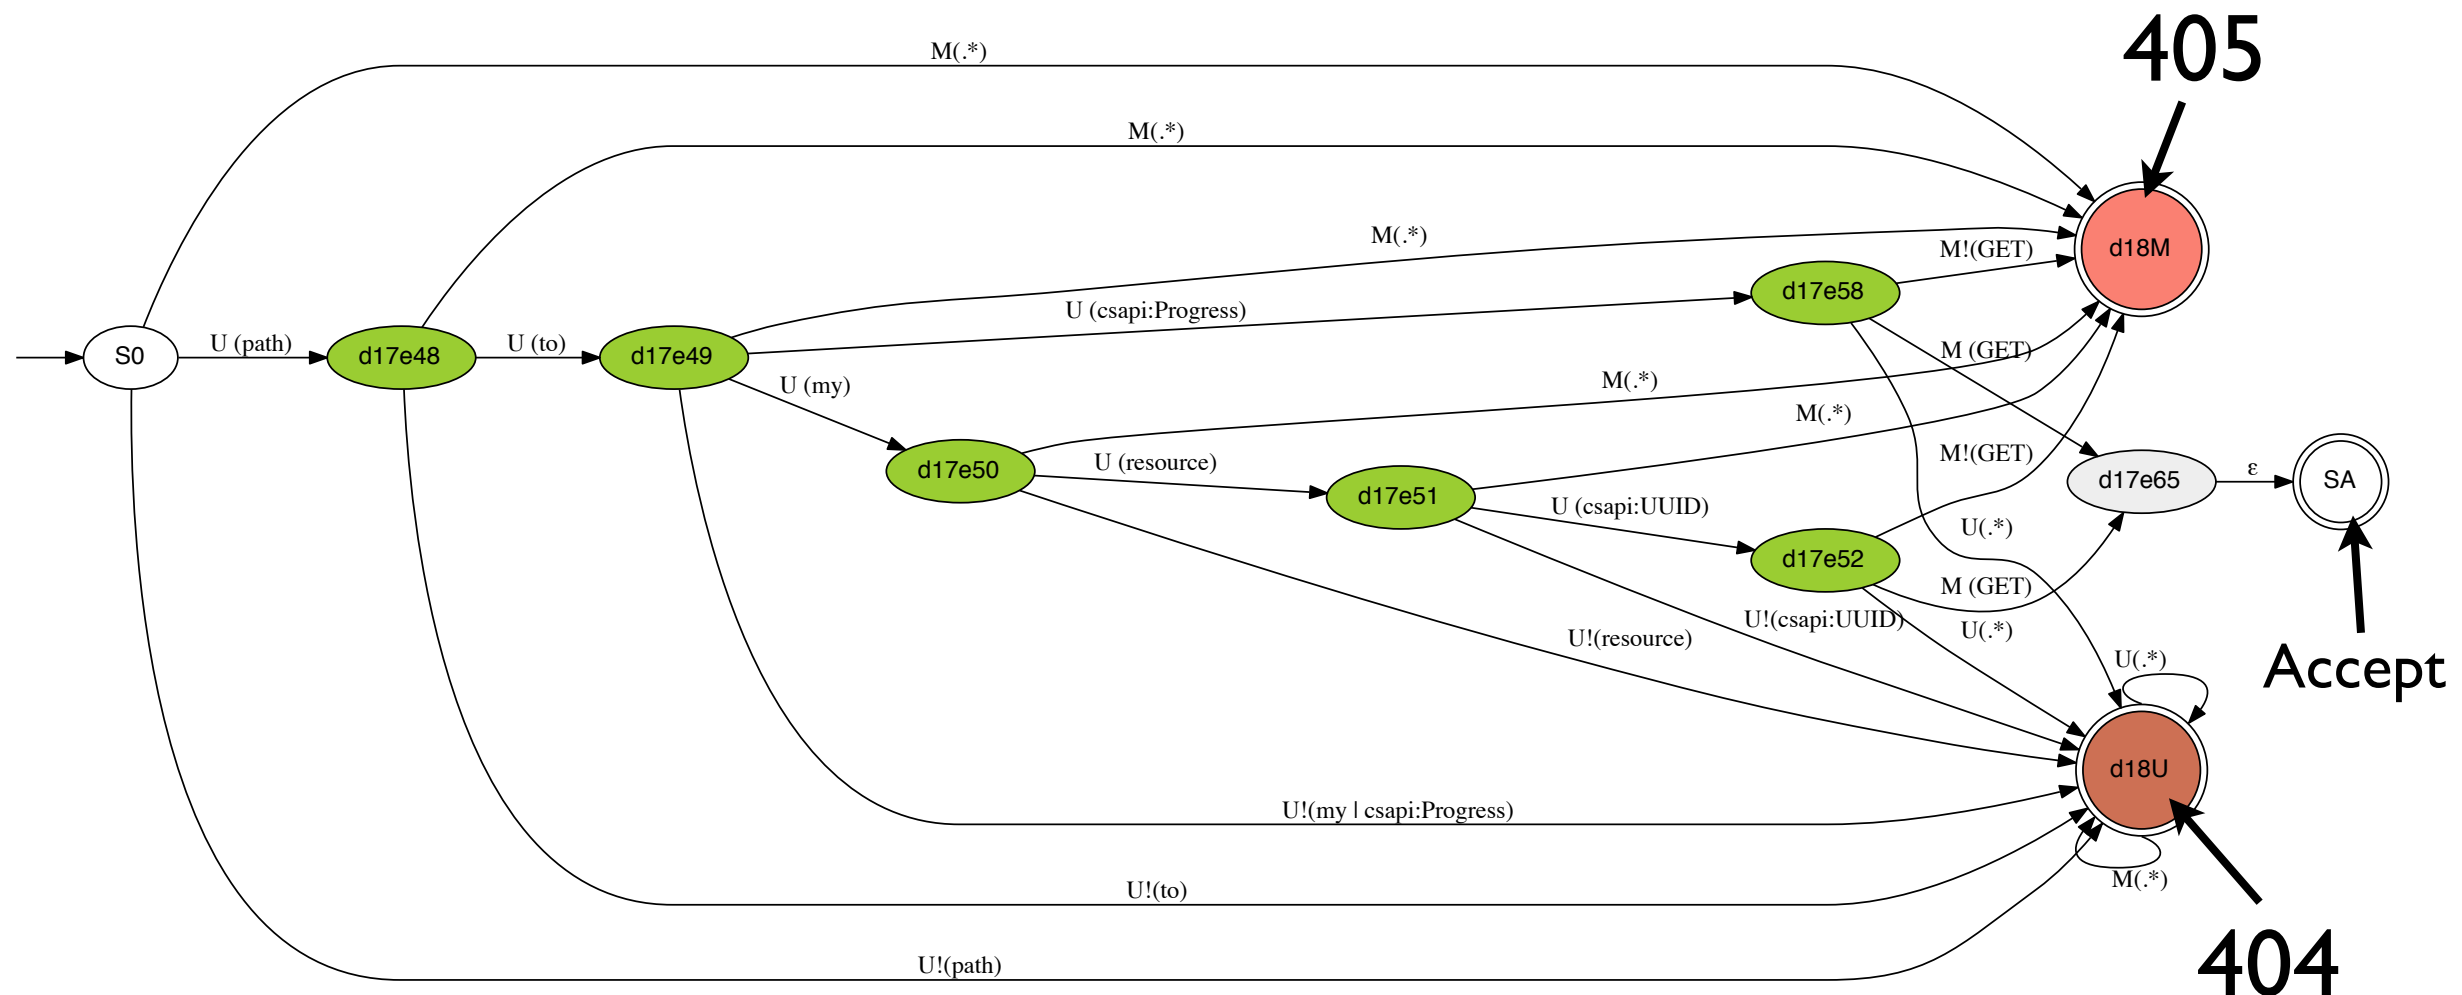 405
M(.*)
M(.*)
M(.*)
M!(GET)
d18M
U (csapi:Progress)
d17e58
S0
U (path)
d17e48
U (to)
d17e49
M (GET)
U (my)
M(.*)
M(.*)
d17e50
U (resource)
M!(GET)
d17e51
U (csapi:UUID)
d17e65
ε
SA
U(.*)
d17e52
M (GET)
U!(csapi:UUID)
U(.*)
U!(resource)
U(.*)
Accept
d18U
U!(my | csapi:Progress)
M(.*)
U!(to)
U!(path)
404